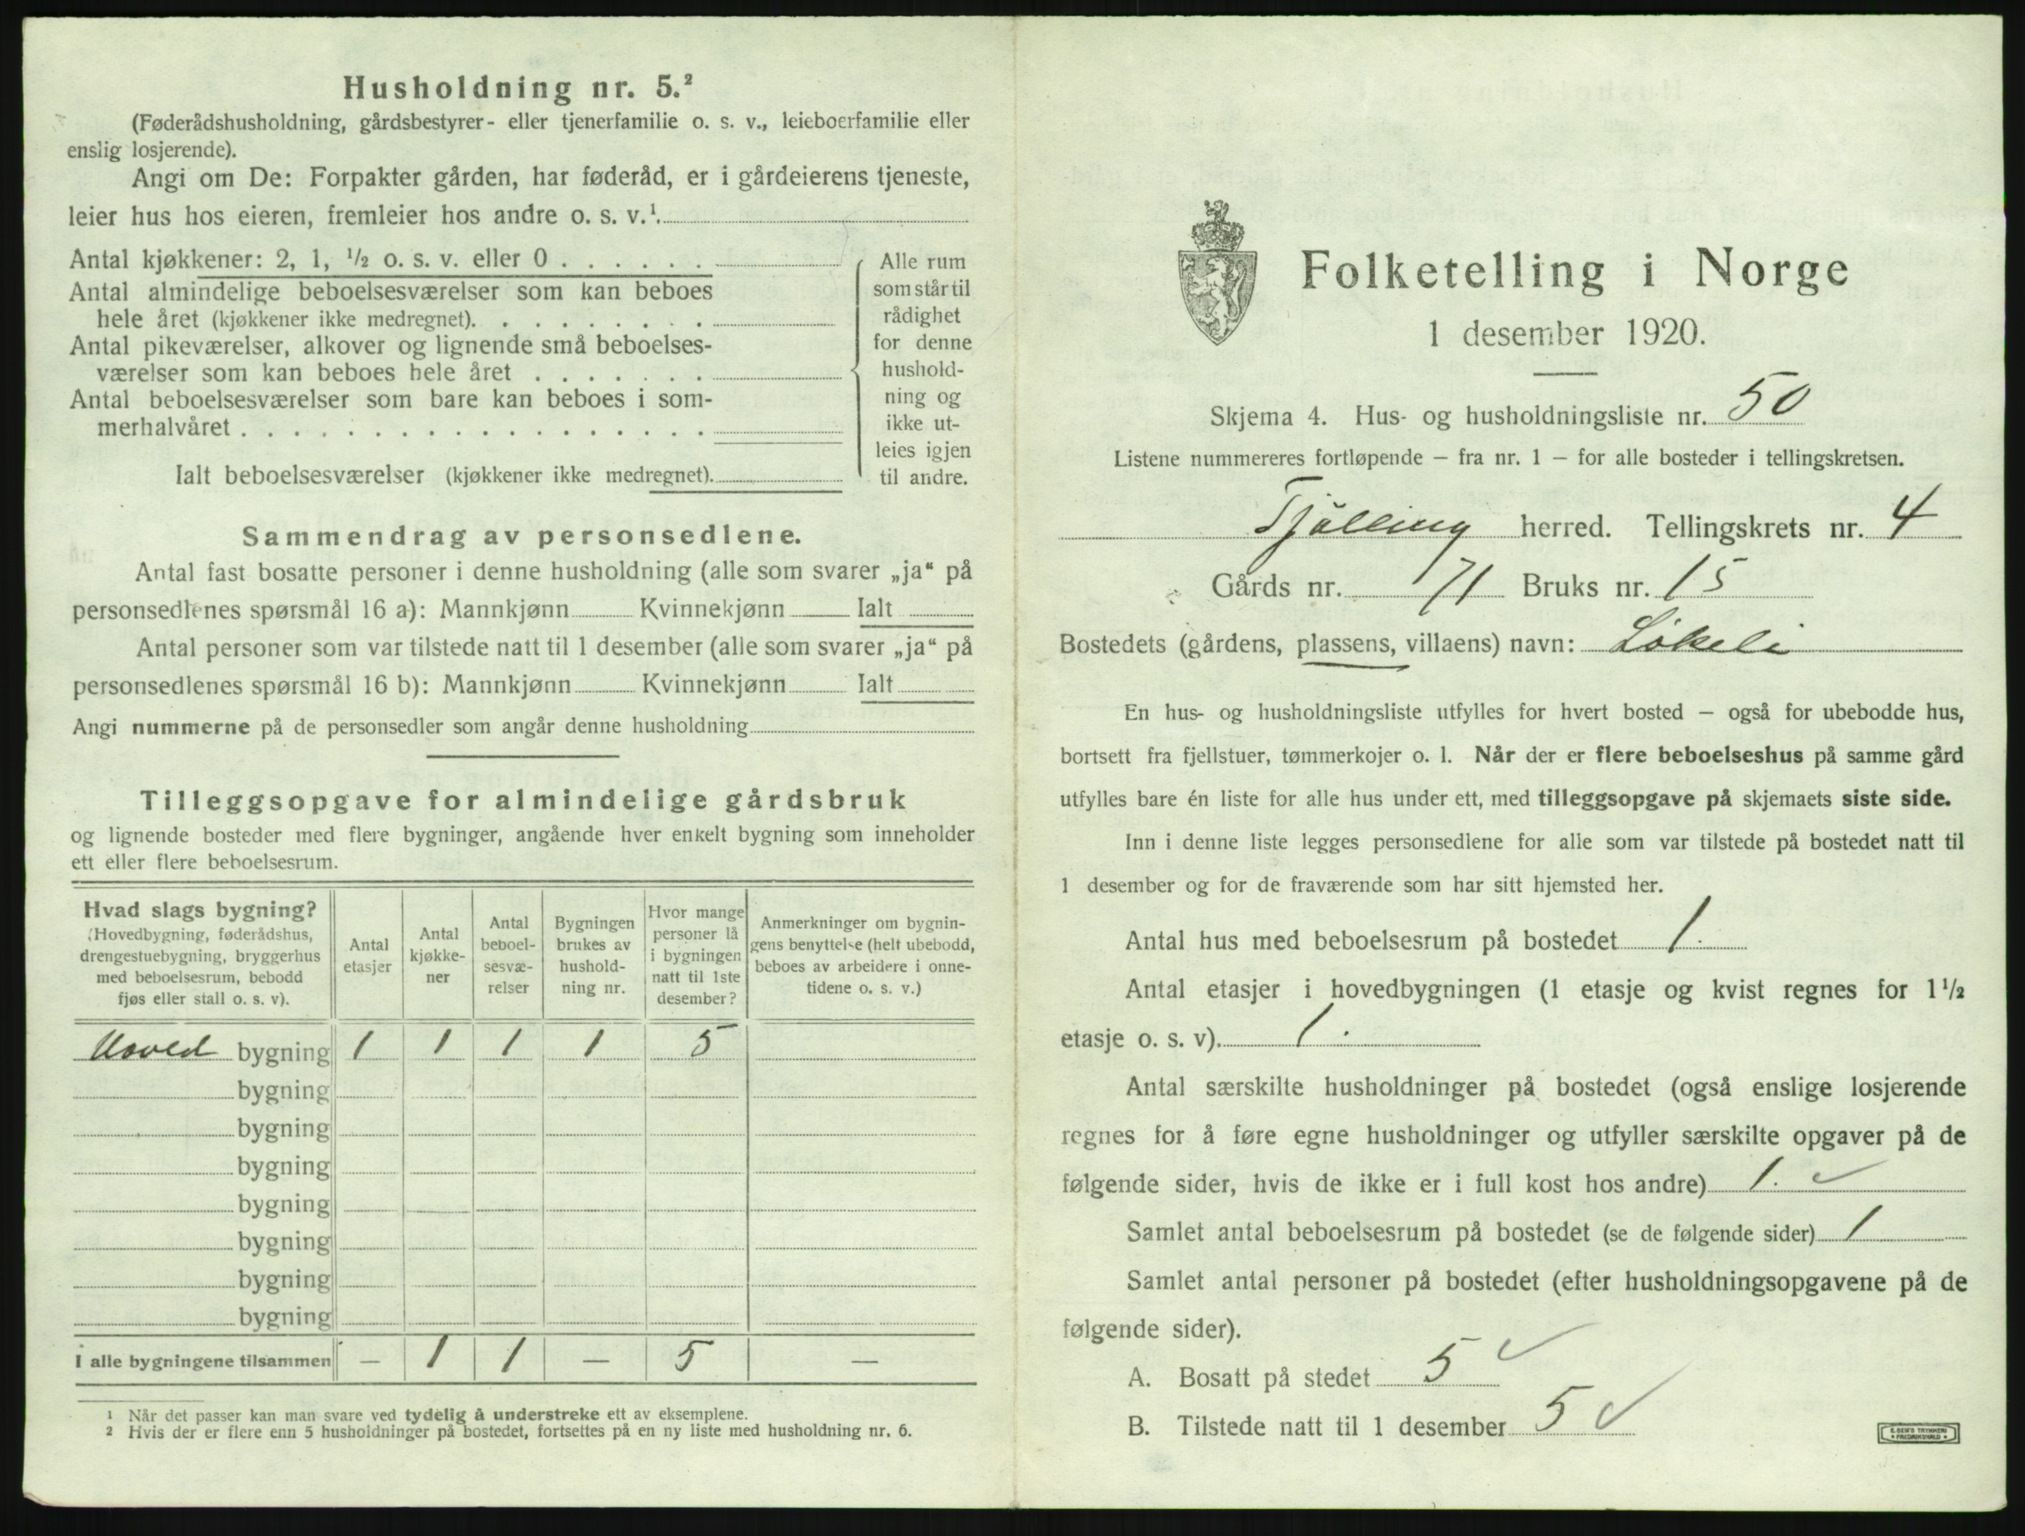 Husholdning nr. 5.²
(Føderådshusholdning, gårdsbestyrer- eller tjenerfamilie o. s. v., leieboerfamilie eller
enslig losjerende).
Angi om De: Forpakter gården, har føderåd, er i gårdeierens tjeneste,
leier hus hos eieren, fremleier hos andre o. s. v.¹
Antal kjøkkener: 2, 1, ½ o. s. v. eller 0 . . . . . .
Antal almindelige beboelsesværelser som kan beboes
hele året (kjøkkener ikke medregnet). . . . . . . . .
Antal pikeværelser, alkover og lignende små beboelses-
værelser som kan beboes hele året . . . . . . .
Antal beboelsesværelser som bare kan beboes i som-
merhalvåret . . . . . . . . . . . . . . . . . .
Ialt beboelsesværelser (kjøkkener ikke medregnet).
Alle rum
som står til
rådighet
for denne
hushold-
ning og
ikke ut-
leies igjen
til andre.
Sammendrag av personsedlene.
Antal fast bosatte personer i denne husholdning (alle som svarer „ja“ på
personsedlenes spørsmål 16 a): Mannkjønn Kvinnekjønn Ialt
Antal personer som var tilstede natt til 1 desember (alle som svarer „ja“ på
personsedlenes spørsmål 16 b): Mannkjønn Kvinnekjønn Ialt
Angi nummerne på de personsedler som angår denne husholdning
Tilleggsopgave for almindelige gårdsbruk
og lignende bosteder med flere bygninger, angående hver enkelt bygning som inneholder
ett eller flere beboelsesrum.
Hvad slags bygning?
(Hovedbygning, føderådshus,
drengestuebygning, bryggerhus
med beboelsesrum, bebodd
fjøs eller stall o. s. v).
Antal
etasjer
Antal
kjøkke-
ner
Antal
beboel-
sesvæ-
relser
Bygningen
brukes av
hushold-
ning nr.
Hvor mange
personer lå
i bygningen
natt til 1ste
desember?
Anmerkninger om bygnin-
gens benyttelse (helt ubebodd,
beboes av arbeidere i onne-
tidene o. s. v.)
Hoved bygning 1 1 1 1 5
bygning
bygning
bygning
bygning
bygning
bygning
bygning
I alle bygningene tilsammen — 1 1 — 5 —
¹ Når det passer kan man svare ved tydelig å understreke ett av eksemplene.
² Hvis der er flere enn 5 husholdninger på bostedet, fortsettes på en ny liste med husholdning nr. 6.
Folketelling i Norge
1 desember 1920.
Skjema 4. Hus- og husholdningsliste nr. 50
Listene nummereres fortløpende – fra nr. 1 – for alle bosteder i tellingskretsen.
Tjølling herred. Tellingskrets nr. 4
Gårds nr. 71 Bruks nr. 15
Bostedets (gårdens, plassens, villaens) navn: Løkeli
En hus- og husholdningsliste utfylles for hvert bosted – også for ubebodde hus,
bortsett fra fjellstuer, tømmerkojer o. l. Når der er flere beboelseshus på samme gård
utfylles bare én liste for alle hus under ett, med tilleggsopgave på skjemaets siste side.
Inn i denne liste legges personsedlene for alle som var tilstede på bostedet natt til
1 desember og for de fraværende som har sitt hjemsted her.
Antal hus med beboelsesrum på bostedet 1.
Antal etasjer i hovedbygningen (1 etasje og kvist regnes for 1½
etasje o. s. v). 1.
Antal særskilte husholdninger på bostedet (også enslige losjerende
regnes for å føre egne husholdninger og utfyller særskilte opgaver på de
følgende sider, hvis de ikke er i full kost hos andre) 1. ✓
Samlet antal beboelsesrum på bostedet (se de følgende sider) 1
Samlet antal personer på bostedet (efter husholdningsopgavene på de
følgende sider).
A. Bosatt på stedet 5 ✓
B. Tilstede natt til 1 desember 5 ✓